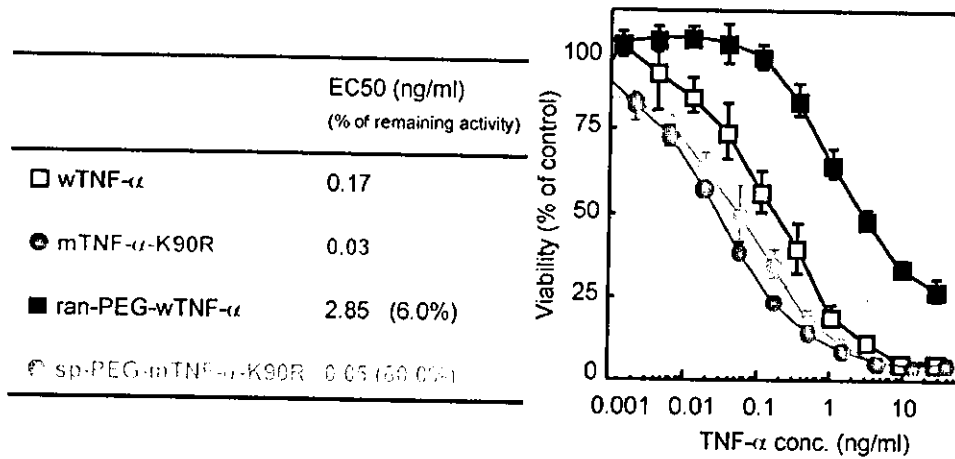 EC50 (ng/ml)
(% of remaining activity)
wTNF-α 0.17
mTNF-α-K90R 0.03
ran-PEG-wTNF-α 2.85 (6.0%)
sp-PEG-mTNF-α-K90R
Viability (% of control)
100
75
50
25
0
0.001 0.01 0.1 1 10
TNF-α conc. (ng/ml)